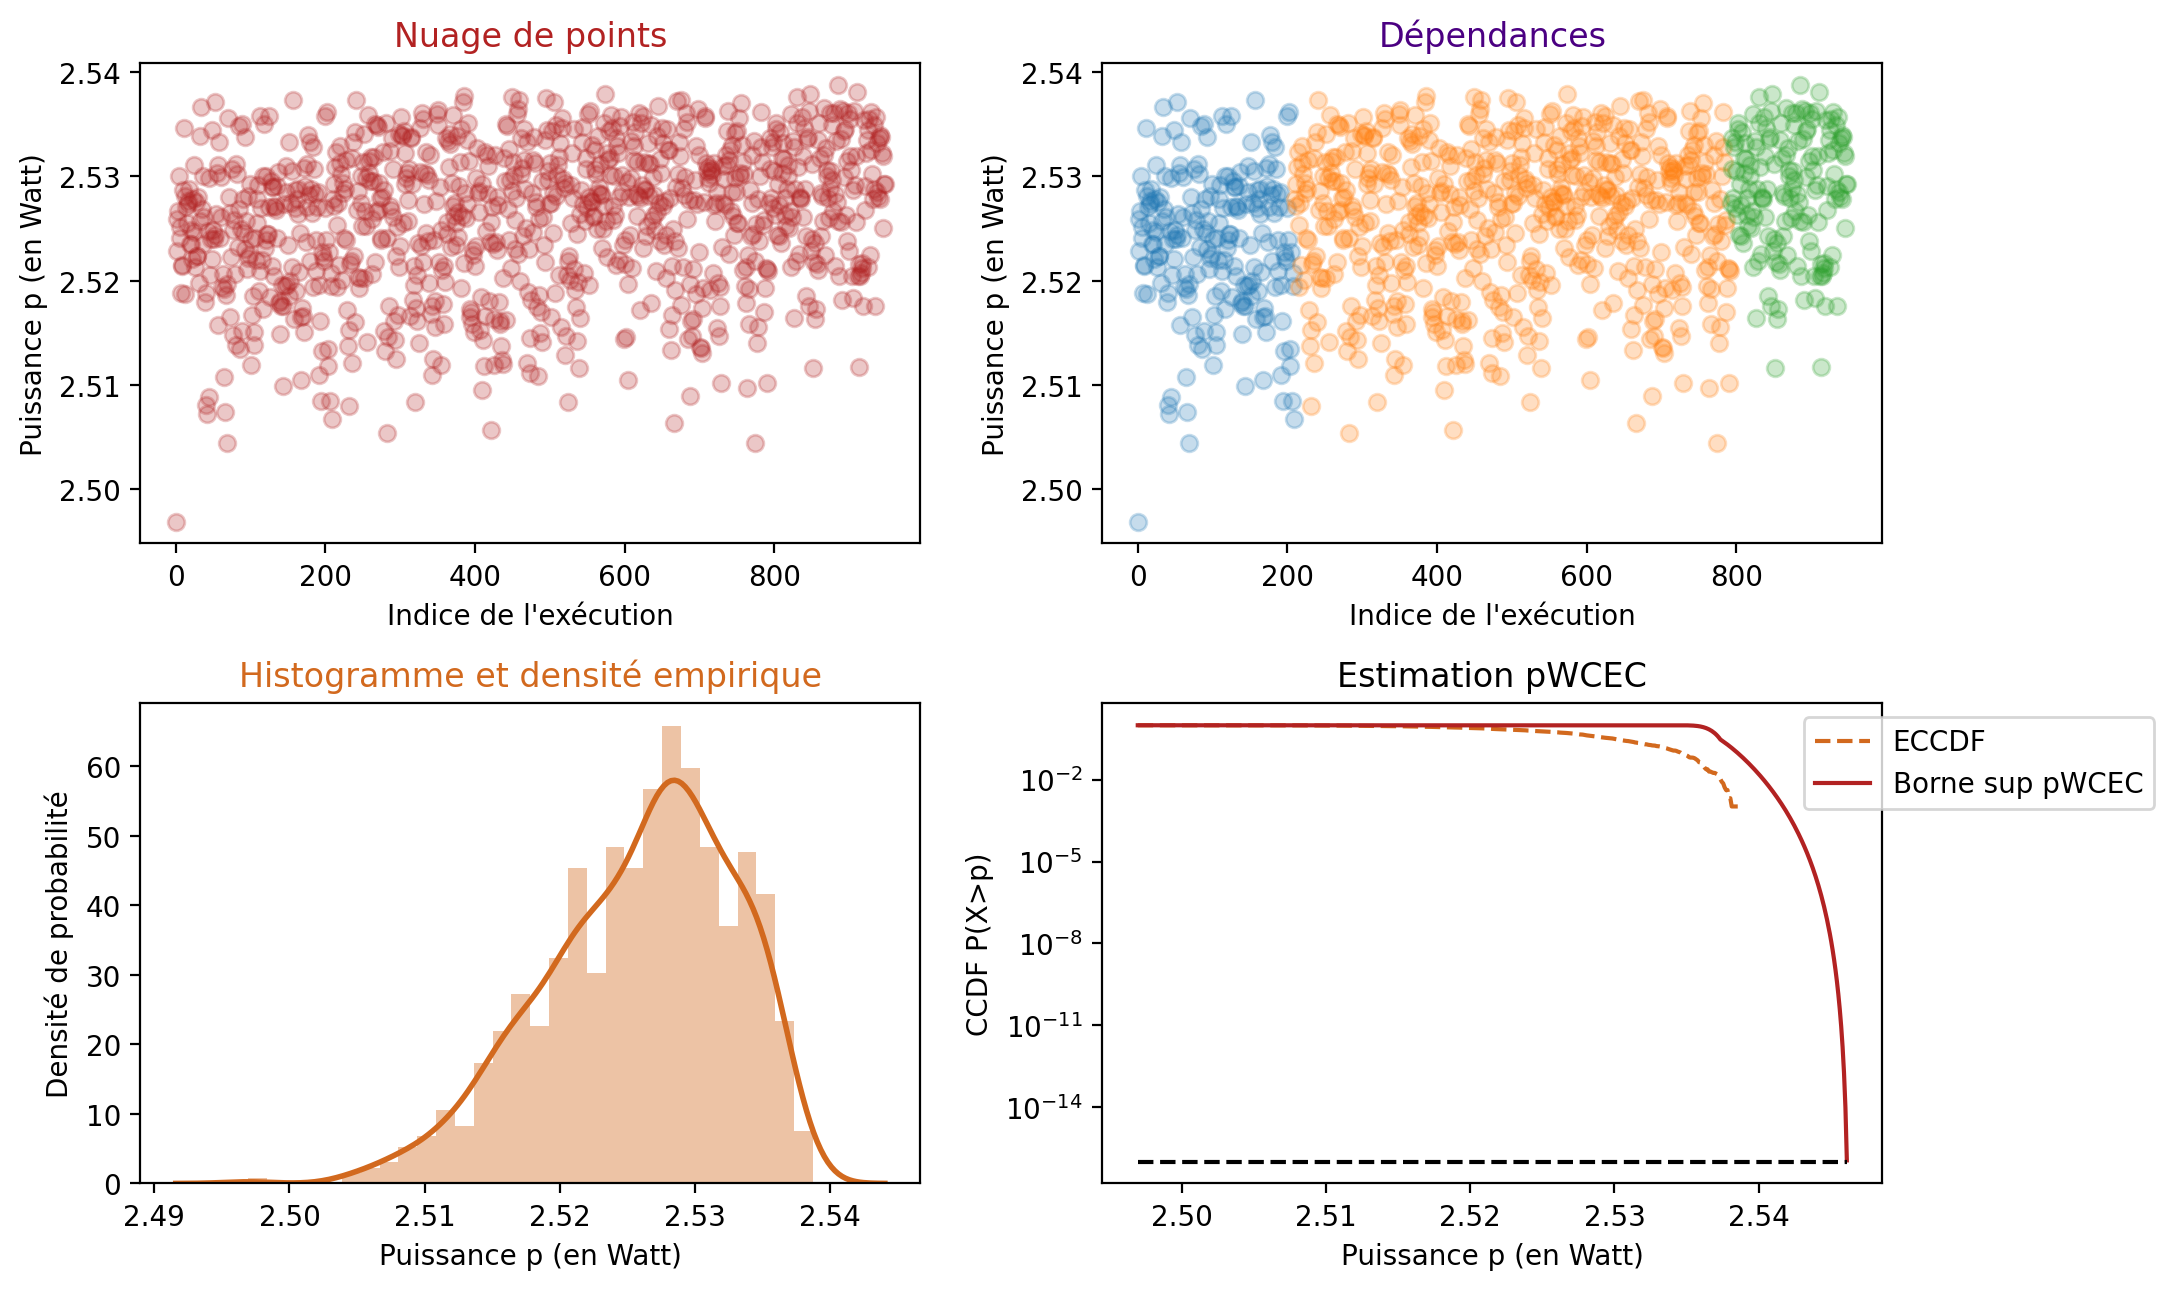 Nuage de points
Puissance p (en Watt)
2.54
2.53
2.52
2.51
2.50
0 200 400 600 800
Indice de l'exécution
Dépendances
Puissance p (en Watt)
2.54
2.53
2.52
2.51
2.50
0 200 400 600 800
Indice de l'exécution
Histogramme et densité empirique
Densité de probabilité
60
50
40
30
20
10
0
2.49 2.50 2.51 2.52 2.53 2.54
Puissance p (en Watt)
Estimation pWCEC
ECCDF
Borne sup pWCEC
CCDF P(X>p)
10⁻²
10⁻⁵
10⁻⁸
10⁻¹¹
10⁻¹⁴
2.50 2.51 2.52 2.53 2.54
Puissance p (en Watt)